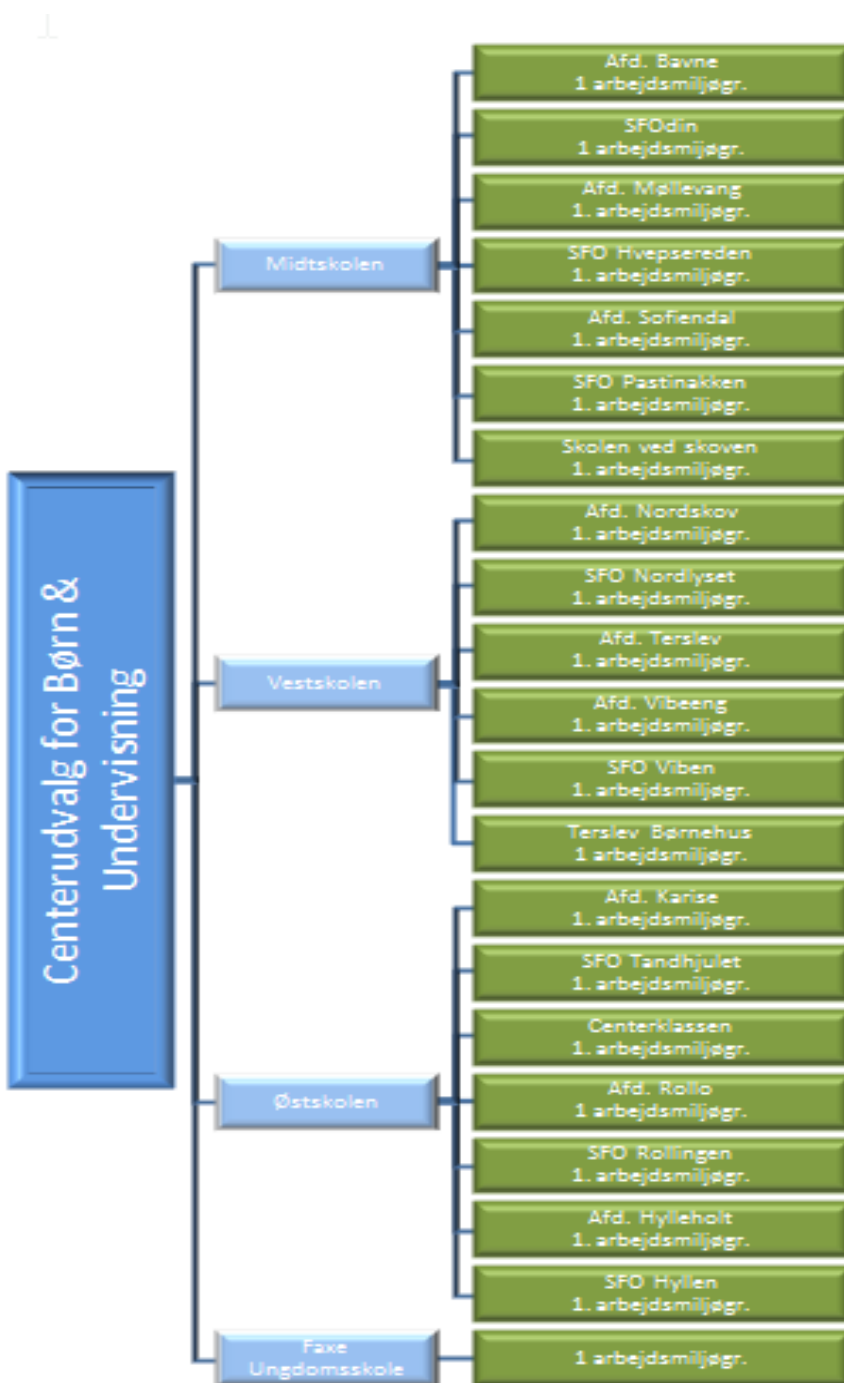 Centerudvalg for Børn &
Undervisning
Midtskolen
Afd. Bavne
1 arbejdsmiljøgr.
SFOdin
1 arbejdsmijøgr.
Afd. Møllevang
1. arbejdsmiljøgr.
SFO Hvepsereden
1. arbejdsmiljøgr.
Afd. Sofiendal
1. arbejdsmiljøgr.
SFO Pastinakken
1. arbejdsmiljøgr.
Skolen ved skoven
1. arbejdsmiljøgr.
Vestskolen
Afd. Nordskov
1. arbejdsmiljøgr.
SFO Nordlyset
1. arbejdsmiljøgr.
Afd. Terslev
1. arbejdsmiljøgr.
Afd. Vibeeng
1. arbejdsmiljøgr.
SFO Viben
1. arbejdsmiljøgr.
Terslev Børnehus
1 arbejdsmiljøgr.
Østskolen
Afd. Karise
1. arbejdsmiljøgr.
SFO Tandhjulet
1. arbejdsmiljøgr.
Centerklassen
1. arbejdsmiljøgr.
Afd. Rollo
1 arbejdsmiljøgr.
SFO Rollingen
1. arbejdsmiljøgr.
Afd. Hylleholt
1. arbejdsmiljøgr.
SFO Hyllen
1. arbejdsmiljøgr.
Faxe
Ungdomsskole
1 arbejdsmiljøgr.